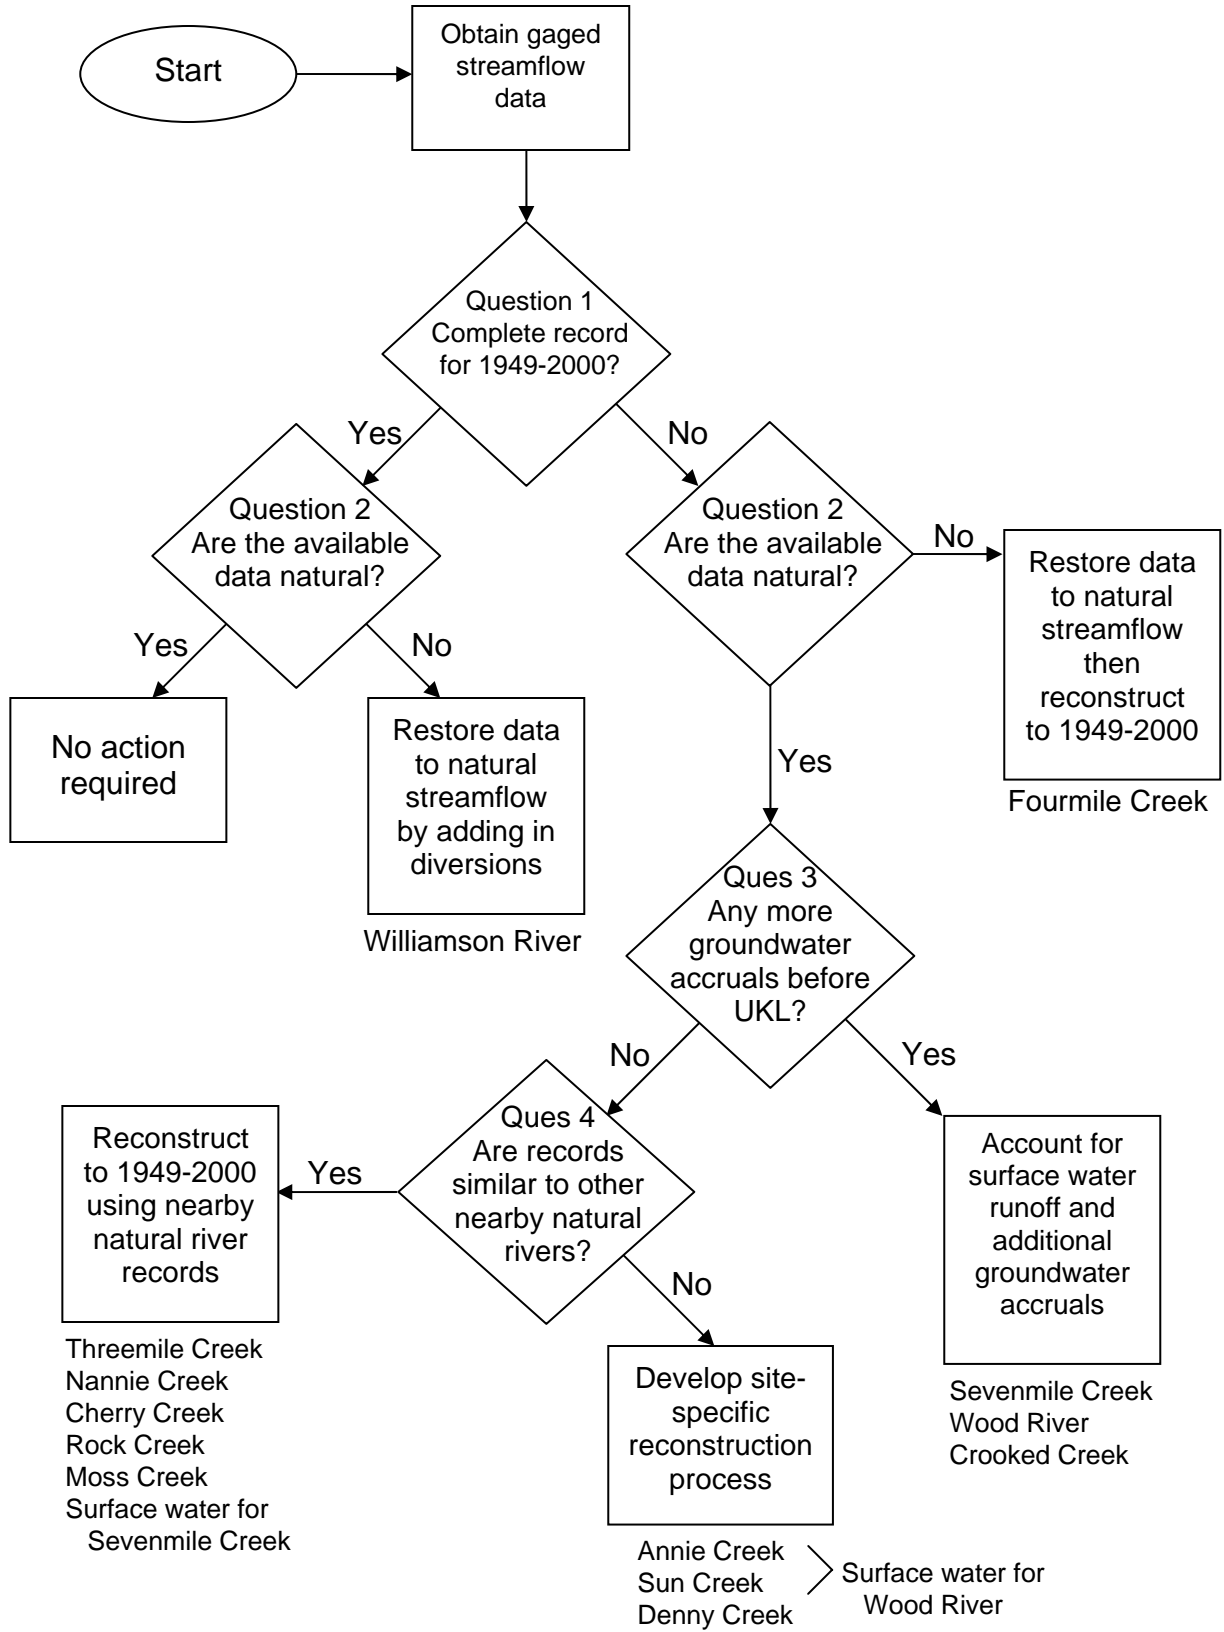 Start
Obtain gaged
streamflow
data
Question 1
Complete record
for 1949-2000?
Yes
No
Question 2
Are the available
data natural?
Question 2
Are the available
data natural?
No
Restore data
to natural
streamflow
then
reconstruct
to 1949-2000
Fourmile Creek
Yes
No
No action
required
Restore data
to natural
streamflow
by adding in
diversions
Williamson River
Yes
Ques 3
Any more
groundwater
accruals before
UKL?
No
Yes
Ques 4
Are records
similar to other
nearby natural
rivers?
Yes
Reconstruct
to 1949-2000
using nearby
natural river
records
Threemile Creek
Nannie Creek
Cherry Creek
Rock Creek
Moss Creek
Surface water for
Sevenmile Creek
No
Develop site-
specific
reconstruction
process
Annie Creek
Sun Creek
Denny Creek
Surface water for
Wood River
Account for
surface water
runoff and
additional
groundwater
accruals
Sevenmile Creek
Wood River
Crooked Creek